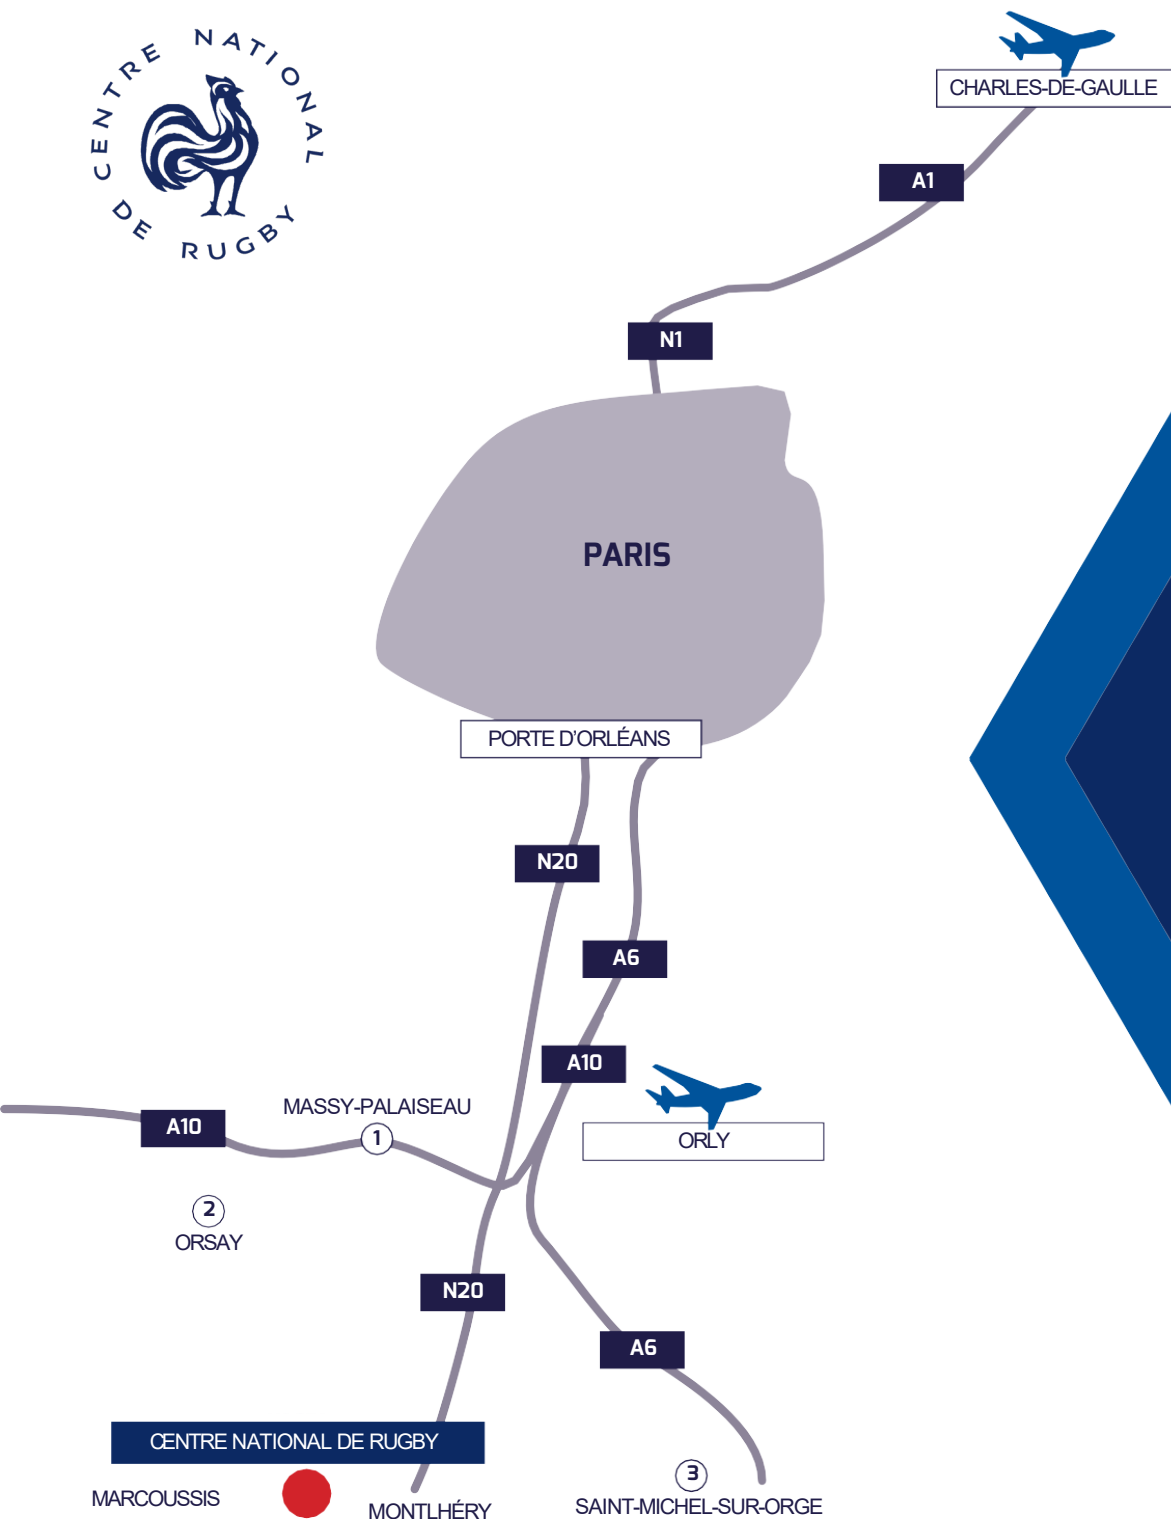 CENTRE NATIONAL
DE RUGBY
CHARLES-DE-GAULLE
A1
N1
PARIS
PORTE D'ORLÉANS
N20
A6
A10
MASSY-PALAISEAU
A10
1
ORLY
2
ORSAY
N20
A6
CENTRE NATIONAL DE RUGBY
3
MARCOUSSIS
MONTLHÉRY
SAINT-MICHEL-SUR-ORGE